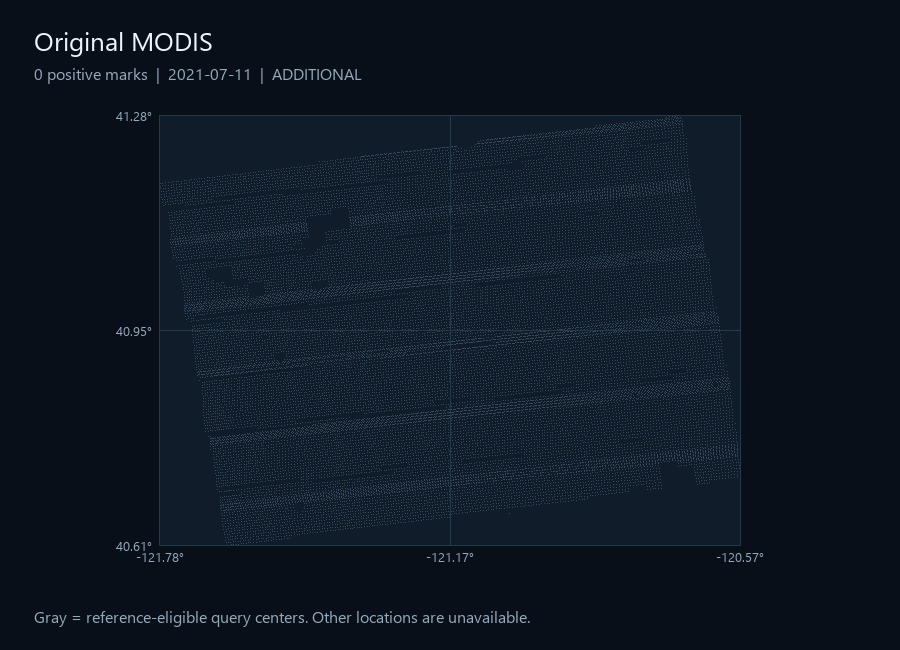 Original MODIS
0 positive marks | 2021-07-11 | ADDITIONAL
41.28°
40.95°
40.61°
-121.78° -121.17° -120.57°
Gray = reference-eligible query centers. Other locations are unavailable.